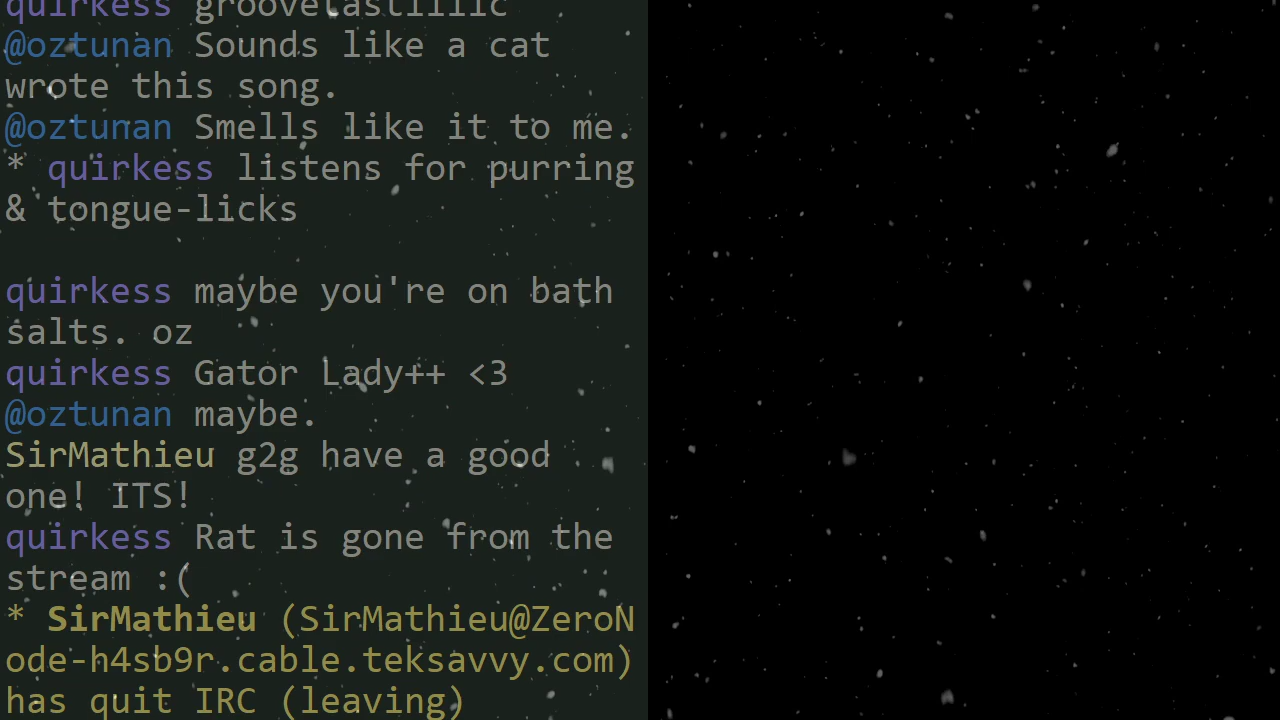 quirkess groovetastiiic
@oztunan Sounds like a cat
wrote this song.
@oztunan Smells like it to me.
* quirkess listens for purring
& tongue-licks
quirkess maybe you're on bath
salts. oz
quirkess Gator Lady++ <3
@oztunan maybe.
SirMathieu g2g have a good
one! ITS!
quirkess Rat is gone from the
stream :(
* SirMathieu (SirMathieu@ZeroN
ode-h4sb9r.cable.teksavvy.com)
has quit IRC (leaving)